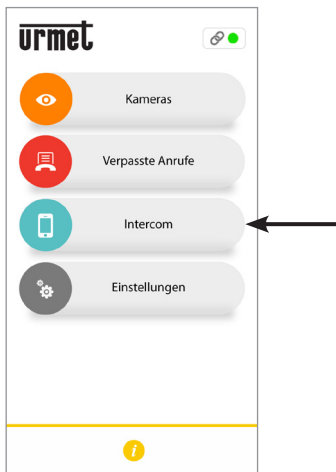 urmet
Kameras
Verpasste Anrufe
Intercom
Einstellungen
i